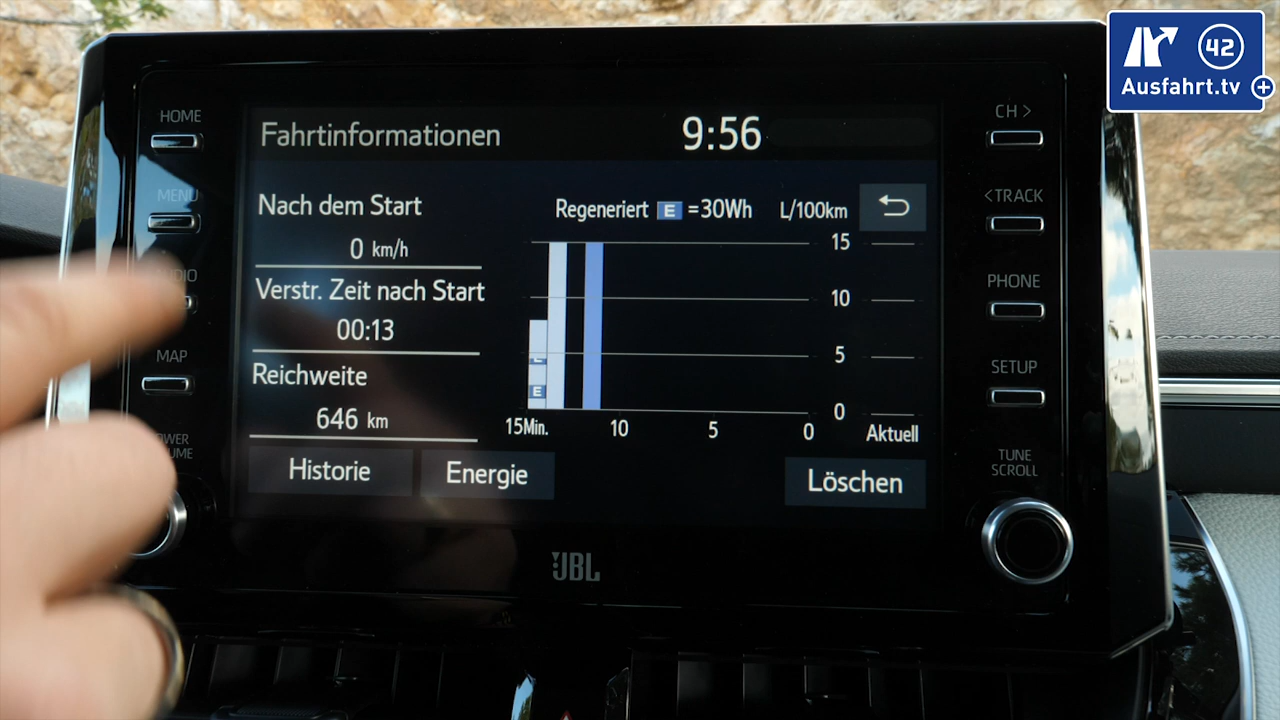 42
Ausfahrt.tv +
HOME
MENU
MAP
Fahrtinformationen
9:56
Nach dem Start
0 km/h
Verstr. Zeit nach Start
00:13
Reichweite
646 km
Historie
Energie
Regeneriert E =30Wh L/100km
15
10
5
0
E
15Min. 10 5 0 Aktuell
Löschen
CH >
<TRACK
PHONE
SETUP
TUNE
SCROLL
JBL